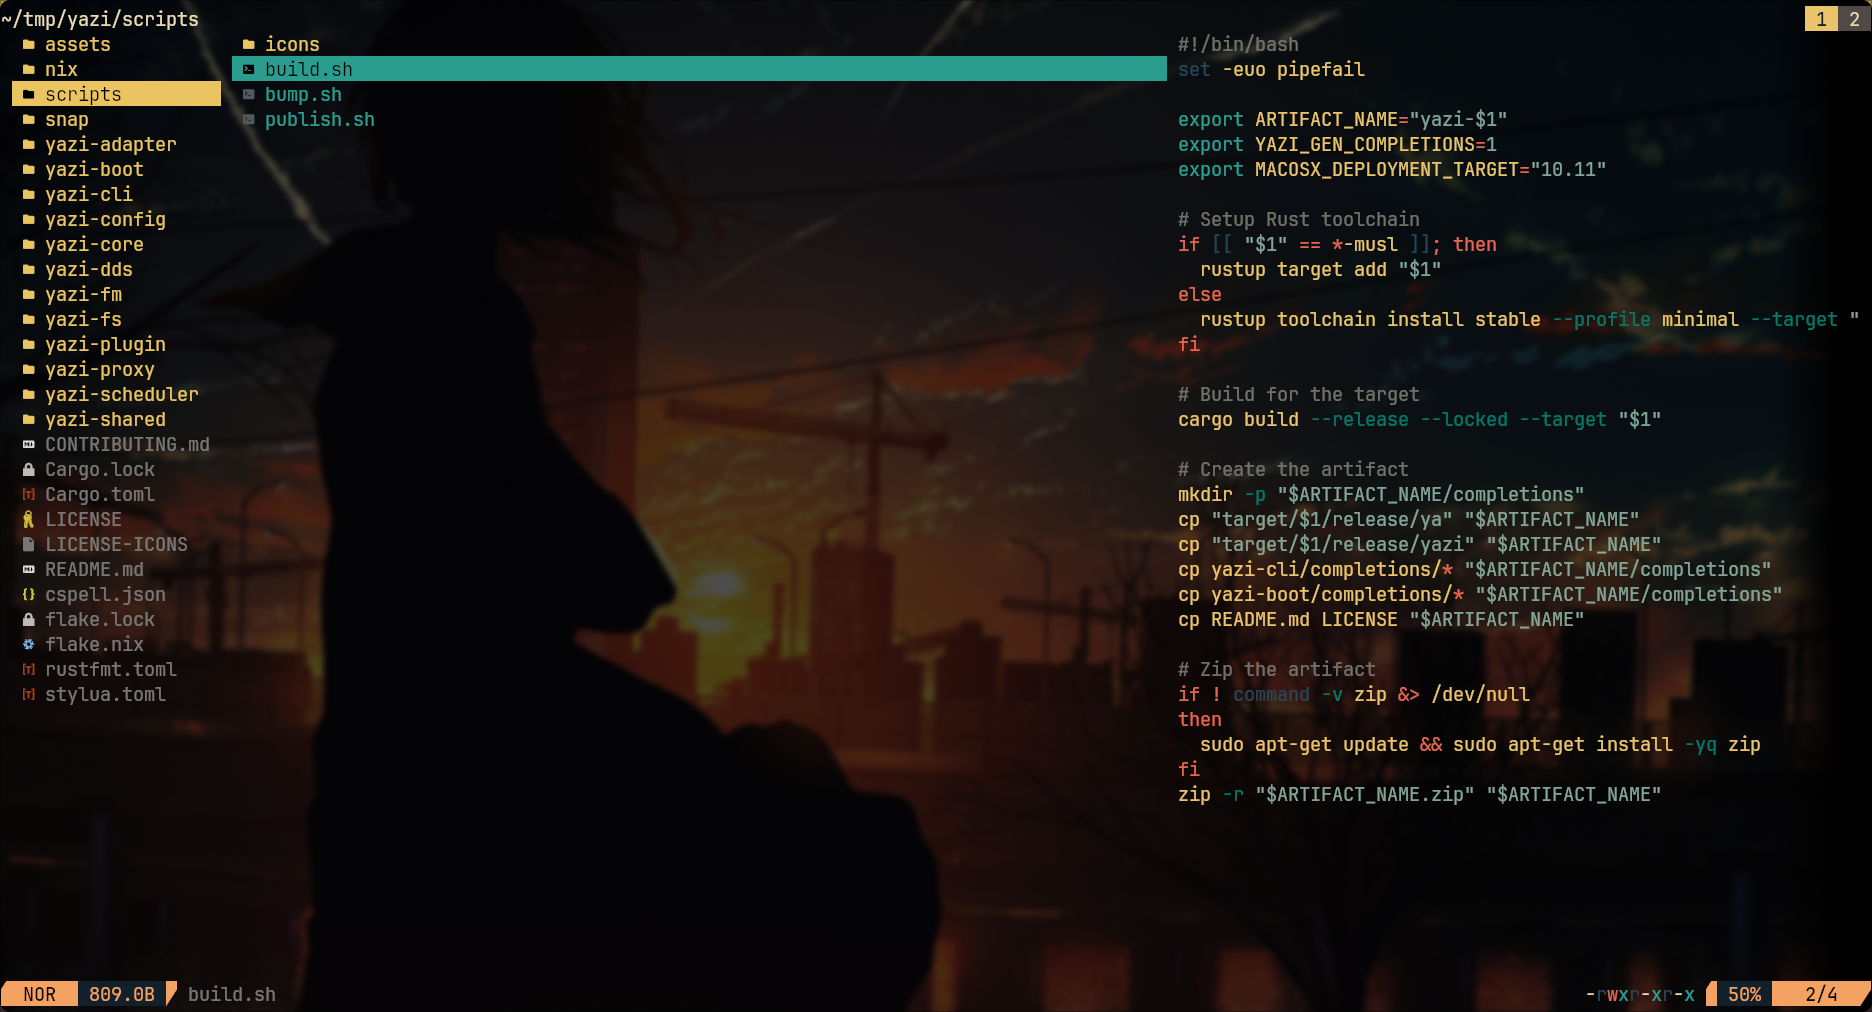 ~/tmp/yazi/scripts
1 2
assets
nix
scripts
snap
yazi-adapter
yazi-boot
yazi-cli
yazi-config
yazi-core
yazi-dds
yazi-fm
yazi-fs
yazi-plugin
yazi-proxy
yazi-scheduler
yazi-shared
CONTRIBUTING.md
Cargo.lock
Cargo.toml
LICENSE
LICENSE-ICONS
README.md
cspell.json
flake.lock
flake.nix
rustfmt.toml
stylua.toml
icons
build.sh
bump.sh
publish.sh
#!/bin/bash
set -euo pipefail
export ARTIFACT_NAME="yazi-$1"
export YAZI_GEN_COMPLETIONS=1
export MACOSX_DEPLOYMENT_TARGET="10.11"
# Setup Rust toolchain
if [[ "$1" == *-musl ]]; then
  rustup target add "$1"
else
  rustup toolchain install stable --profile minimal --target "
fi
# Build for the target
cargo build --release --locked --target "$1"
# Create the artifact
mkdir -p "$ARTIFACT_NAME/completions"
cp "target/$1/release/ya" "$ARTIFACT_NAME"
cp "target/$1/release/yazi" "$ARTIFACT_NAME"
cp yazi-cli/completions/* "$ARTIFACT_NAME/completions"
cp yazi-boot/completions/* "$ARTIFACT_NAME/completions"
cp README.md LICENSE "$ARTIFACT_NAME"
# Zip the artifact
if ! command -v zip &> /dev/null
then
  sudo apt-get update && sudo apt-get install -yq zip
fi
zip -r "$ARTIFACT_NAME.zip" "$ARTIFACT_NAME"
NOR 809.0B build.sh
-rwxr-xr-x 50% 2/4